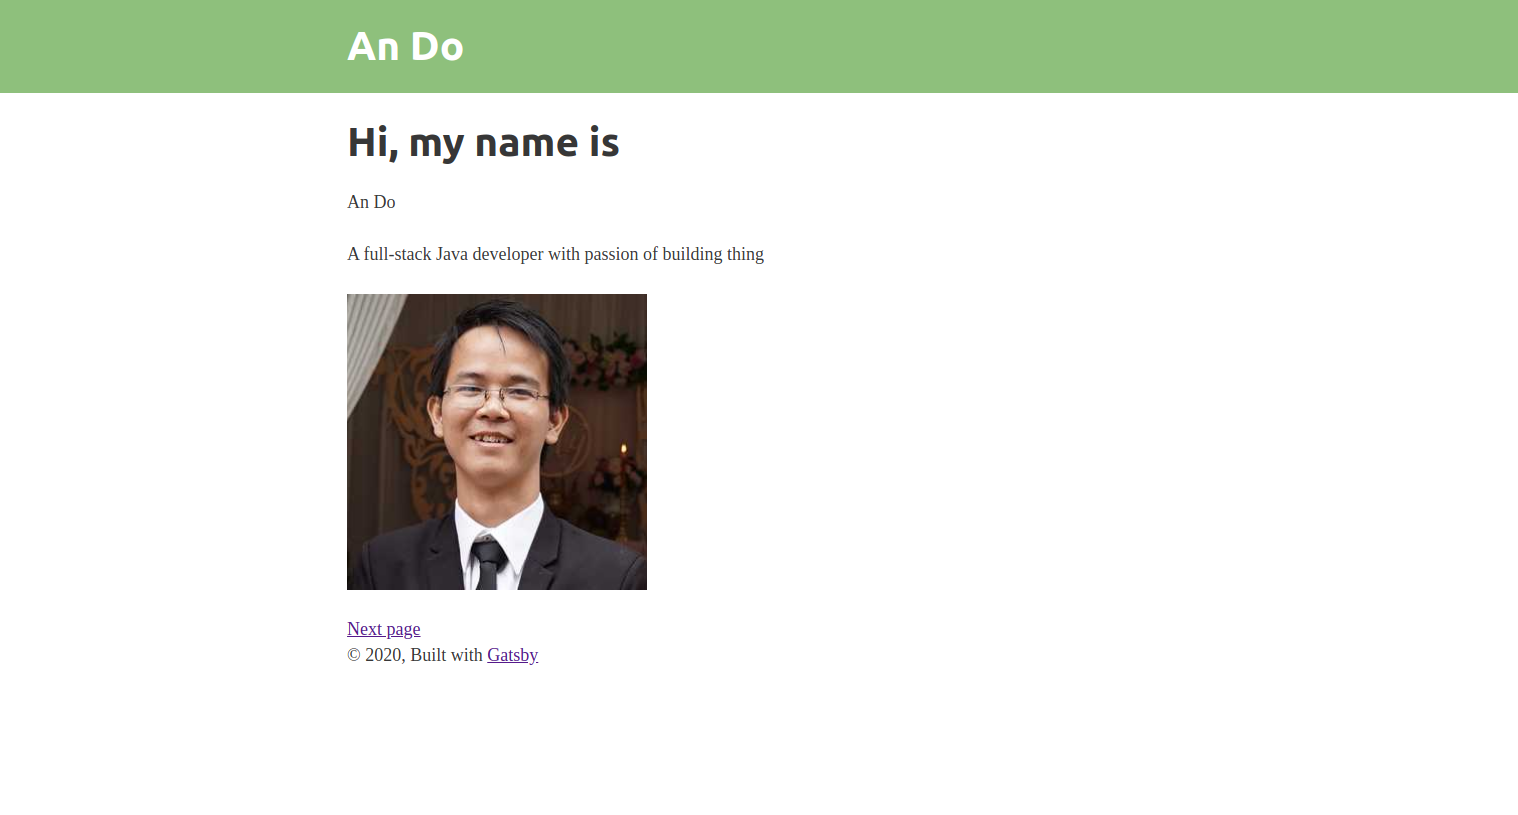 An Do
Hi, my name is
An Do
A full-stack Java developer with passion of building thing
Next page
© 2020, Built with Gatsby